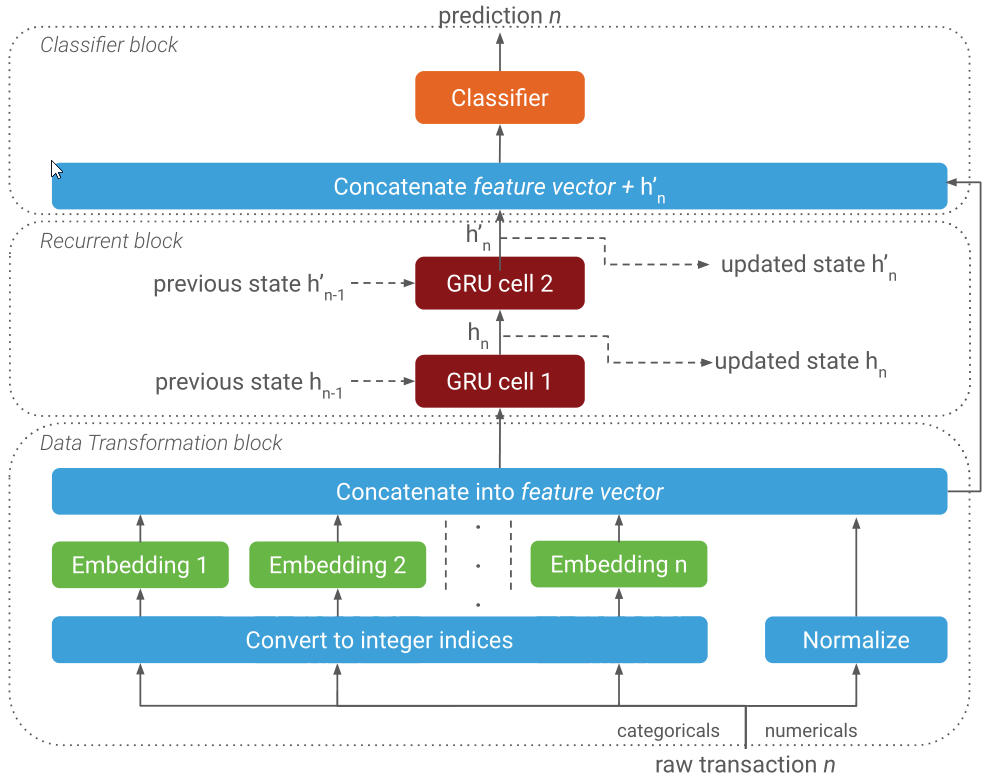 prediction n
Classifier block
Classifier
Concatenate feature vector + h’n
Recurrent block
h’n
updated state h’n
previous state h’n-1
GRU cell 2
hn
updated state hn
previous state hn-1
GRU cell 1
Data Transformation block
Concatenate into feature vector
Embedding 1
Embedding 2
Embedding n
Convert to integer indices
Normalize
categoricals
numericals
raw transaction n